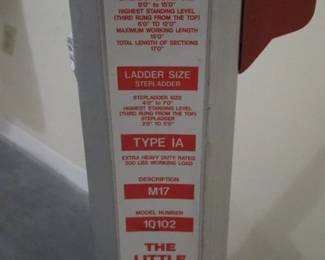 8'0" to 15'0"
HIGHEST STANDING LEVEL
(THIRD RUNG FROM THE TOP)
6'0" TO 12'0"
MAXIMUM WORKING LENGTH
15'0"
TOTAL LENGTH OF SECTIONS
17'0"
LADDER SIZE
STEPLADDER
STEPLADDER SIZE
4'0" to 7'0"
HIGHEST STANDING LEVEL
(THIRD RUNG FROM THE TOP)
STEPLADDER
2'0" TO 5'0"
TYPE IA
EXTRA HEAVY DUTY RATED
300 LBS WORKING LOAD
DESCRIPTION
M17
MODEL NUMBER
10102
THE
LITTLE